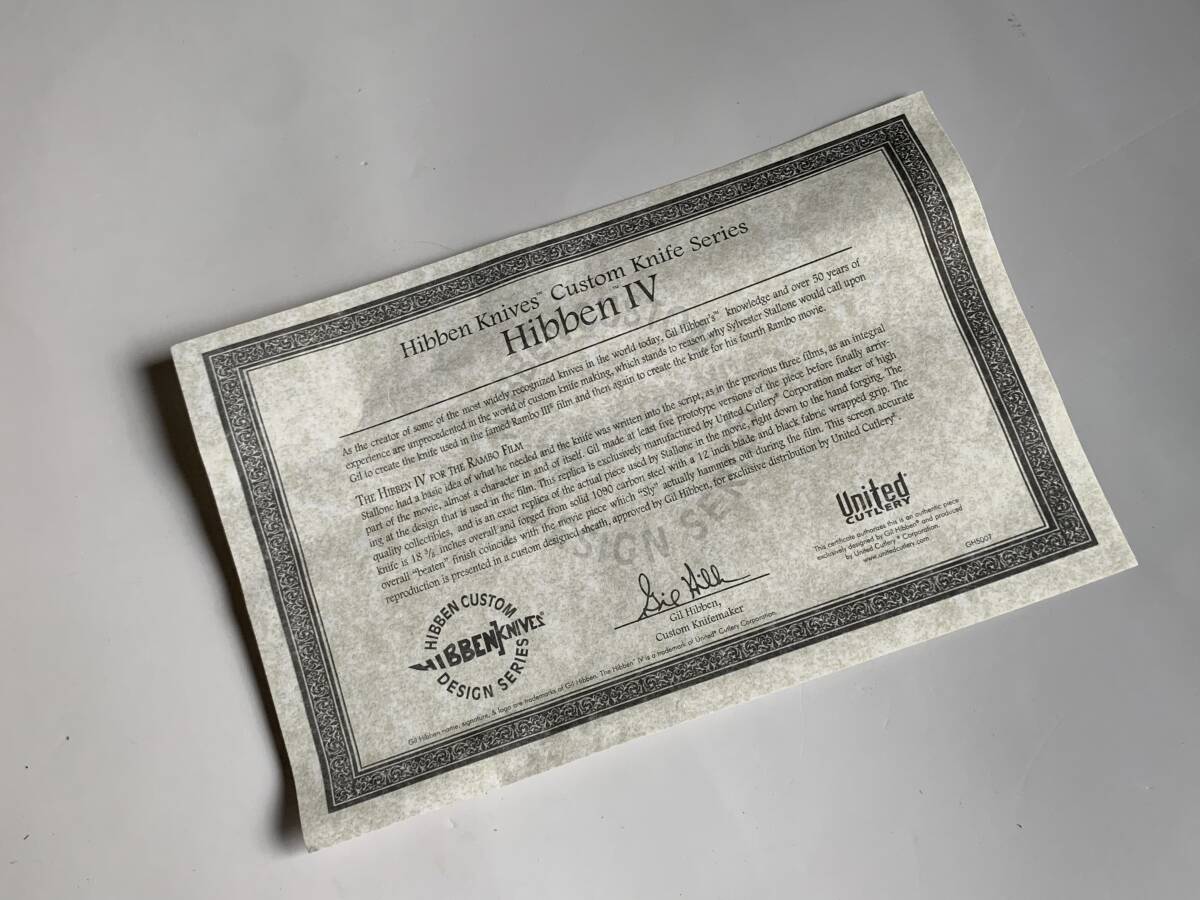 Hibben Knives™ Custom Knife Series
Hibben IV
As the creator of some of the most widely recognized knives in the world today, Gil Hibben's™ knowledge and over 50 years of
experience are unprecedented in the world of custom knife making, which stands to reason why Sylvester Stallone would call upon
Gil to create the knife used in the famed Rambo III® film and then again to create the knife for his fourth Rambo movie.
THE HIBBEN IV FOR THE RAMBO FILM
Stallone had a basic idea of what he needed and the knife was written into the script, as in the previous three films, as an integral
part of the movie, almost a character in and of itself. Gil made at least five prototype versions of the piece before finally arriv-
ing at the design that is used in the film. This replica is exclusively manufactured by United Cutlery® Corporation maker of high
quality collectibles, and is an exact replica of the actual piece used by Stallone in the movie, right down to the hand forging. The
knife is 18 inches overall and forged from solid 1080 carbon steel with a 12 inch blade and black fabric wrapped grip. The
overall "beaten" finish coincides with the movie piece which "Sly" actually hammers out during the film. This screen accurate
reproduction is presented in a custom designed sheath, approved by Gil Hibben, for exclusive distribution by United Cutlery®
HIBBEN CUSTOM
HIBBEN KNIVES®
DESIGN SERIES
Gil Hibben
Gil Hibben,
Custom Knifemaker
United®
CUTLERY
This certificate authorizes this is an authentic piece
exclusively designed by Gil Hibben® and produced
by United Cutlery® Corporation.
www.unitedcutlery.com
GH5007
Gil Hibben name, signature, & logo are trademarks of Gil Hibben. The Hibben™ IV is a trademark of United® Cutlery Corporation.